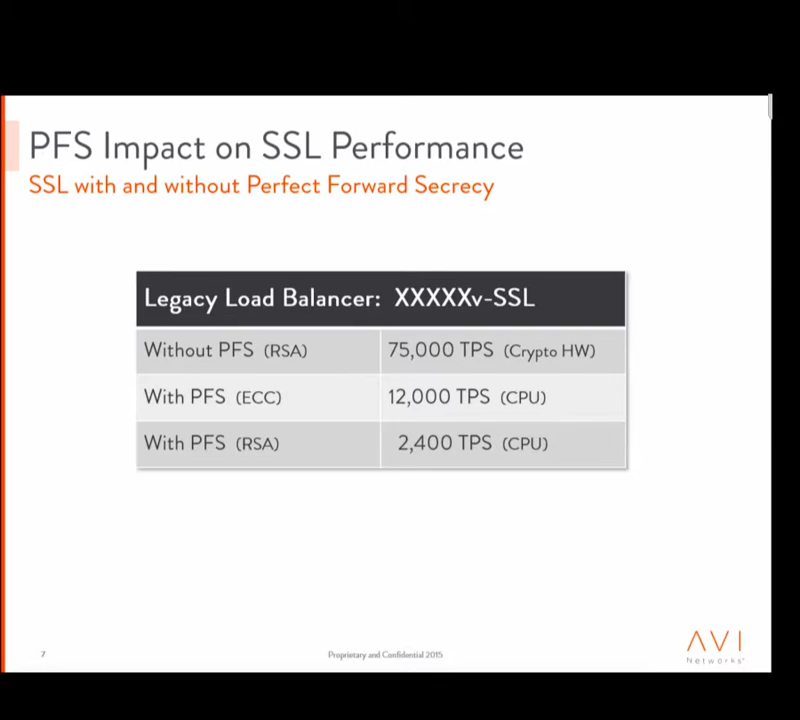 PFS Impact on SSL Performance
SSL with and without Perfect Forward Secrecy
Legacy Load Balancer: XXXXXv-SSL
Without PFS (RSA) 75,000 TPS (Crypto HW)
With PFS (ECC) 12,000 TPS (CPU)
With PFS (RSA) 2,400 TPS (CPU)
7 Proprietary and Confidential 2015
AVI
Networks